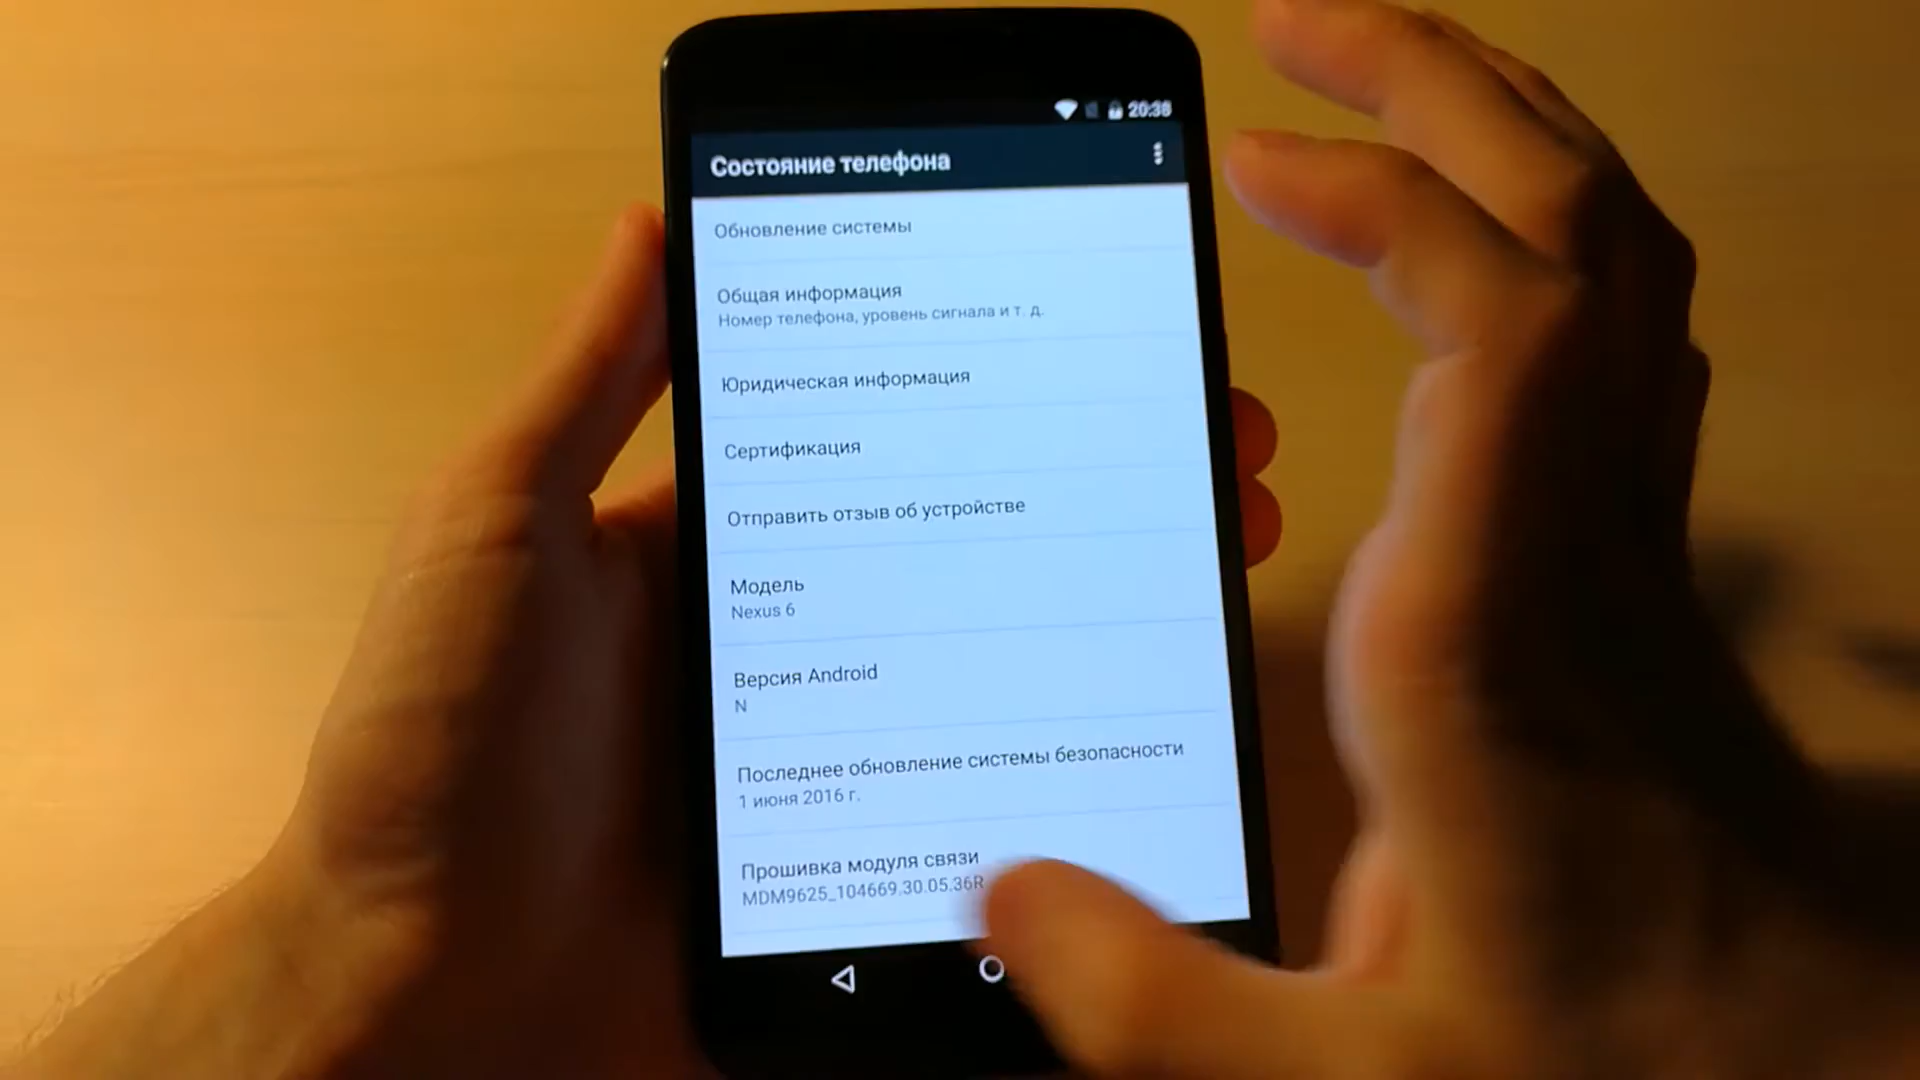 20:38
Состояние телефона
Обновление системы
Общая информация
Номер телефона, уровень сигнала и т. д.
Юридическая информация
Сертификация
Отправить отзыв об устройстве
Модель
Nexus 6
Версия Android
N
Последнее обновление системы безопасности
1 июня 2016 г.
Прошивка модуля связи
MDM9625_104669.30.05.36R